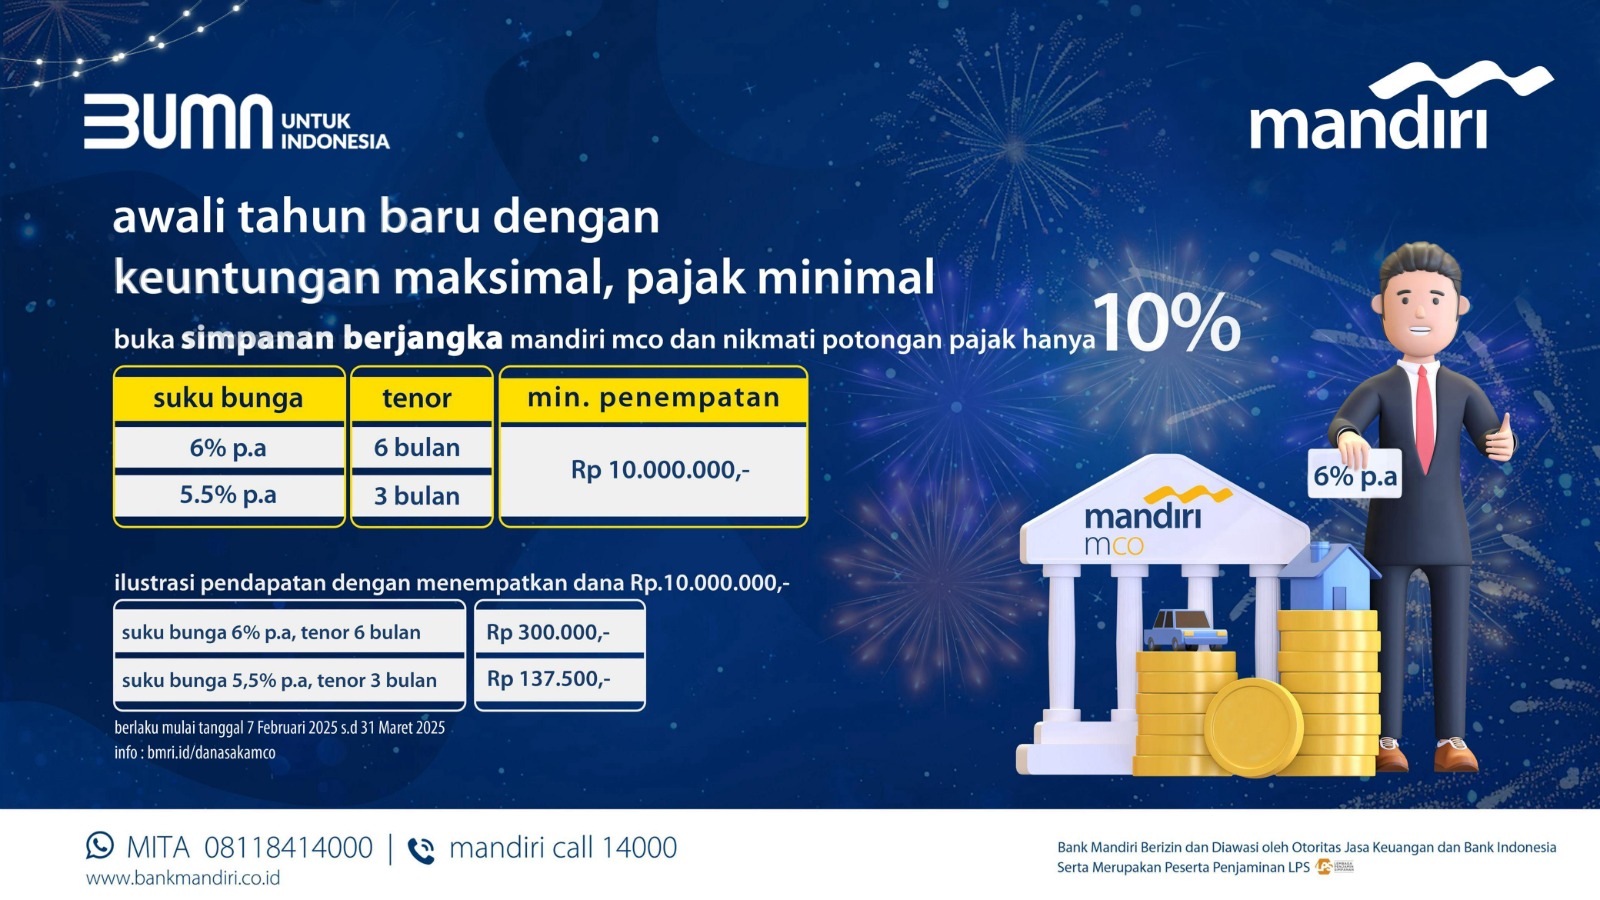 BUMN UNTUK INDONESIA
mandiri
awali tahun baru dengan
keuntungan maksimal, pajak minimal
buka simpanan berjangka mandiri mco dan nikmati potongan pajak hanya 10%
suku bunga tenor min. penempatan
6% p.a 6 bulan Rp 10.000.000,-
5.5% p.a 3 bulan
6% p.a
mandiri
mco
ilustrasi pendapatan dengan menempatkan dana Rp.10.000.000,-
suku bunga 6% p.a, tenor 6 bulan Rp 300.000,-
suku bunga 5,5% p.a, tenor 3 bulan Rp 137.500,-
berlaku mulai tanggal 7 Februari 2025 s.d 31 Maret 2025
info : bmri.id/danasakamco
MITA 08118414000 | mandiri call 14000
www.bankmandiri.co.id
Bank Mandiri Berizin dan Diawasi oleh Otoritas Jasa Keuangan dan Bank Indonesia
Serta Merupakan Peserta Penjaminan LPS LPS